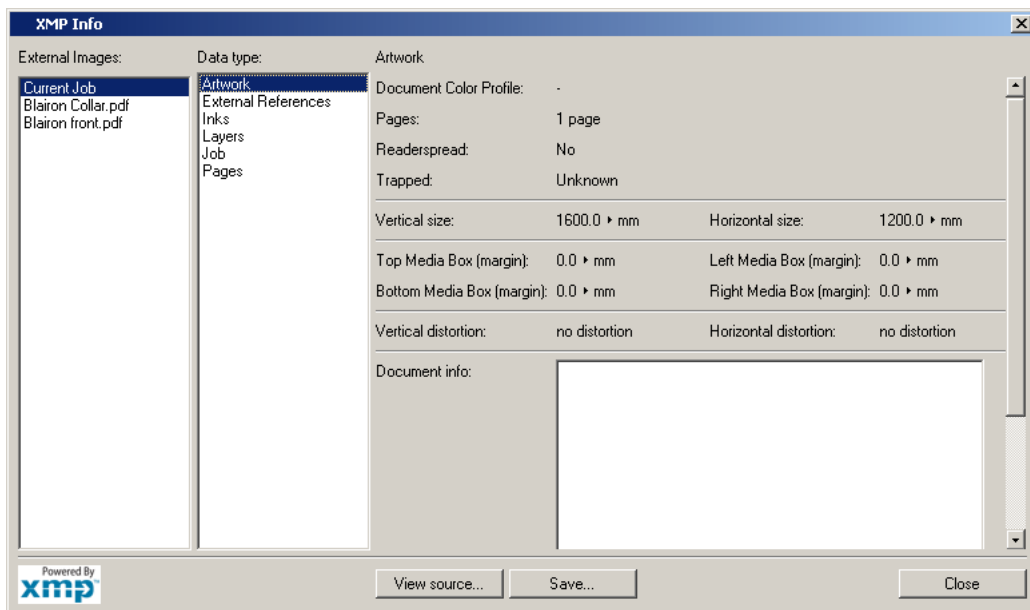 XMP Info
External Images:
Current Job
Blairon Collar.pdf
Blairon front.pdf
Data type:
Artwork
External References
Inks
Layers
Job
Pages
Artwork
Document Color Profile: -
Pages: 1 page
Readerspread: No
Trapped: Unknown
Vertical size: 1600.0 mm Horizontal size: 1200.0 mm
Top Media Box (margin): 0.0 mm Left Media Box (margin): 0.0 mm
Bottom Media Box (margin): 0.0 mm Right Media Box (margin): 0.0 mm
Vertical distortion: no distortion Horizontal distortion: no distortion
Document info:
Powered By
xmp™
View source... Save... Close